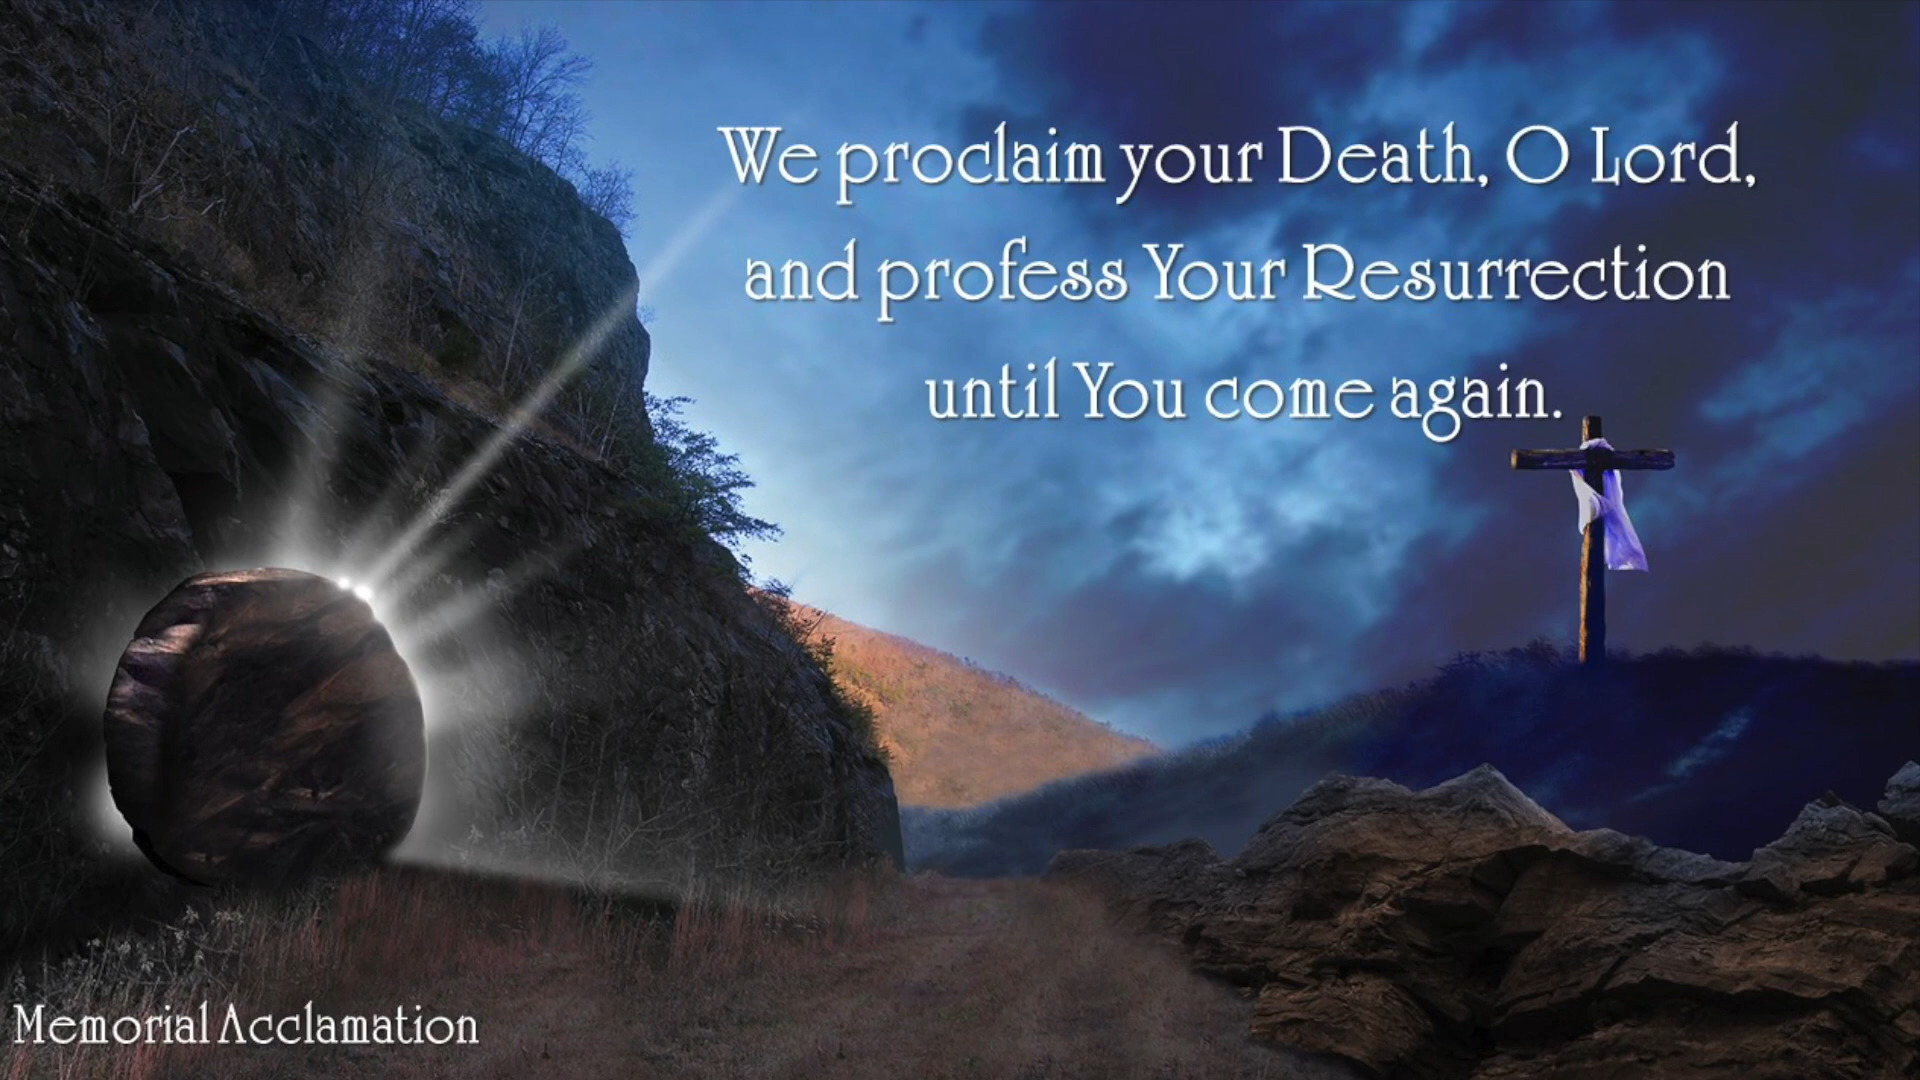 We proclaim your Death, O Lord,
and profess Your Resurrection
until You come again.
Memorial Acclamation